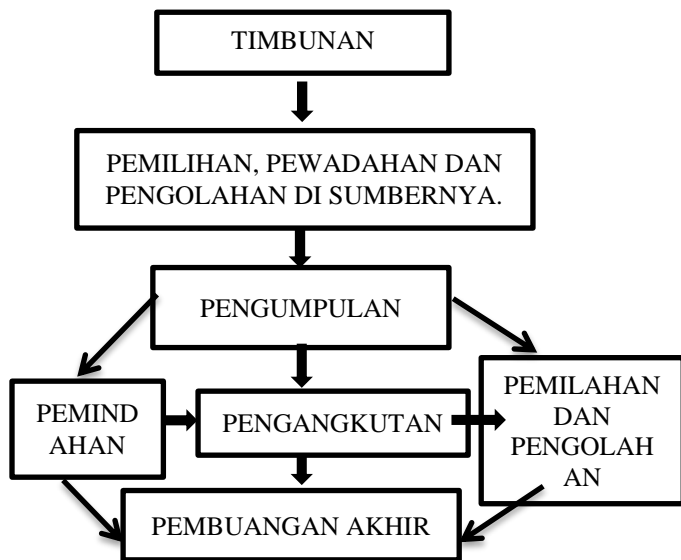 TIMBUNAN
PEMILIHAN, PEWADAHAN DAN
PENGOLAHAN DI SUMBERNYA.
PENGUMPULAN
PEMIND
AHAN
PENGANGKUTAN
PEMILAHAN
DAN
PENGOLAH
AN
PEMBUANGAN AKHIR